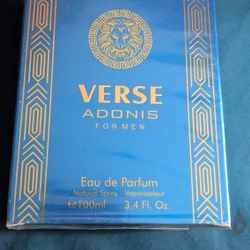 VERSE
ADONIS
FOR MEN
Eau de Parfum
Natural Spray Vaporisateur
℮100ml 3.4 Fl. Oz.